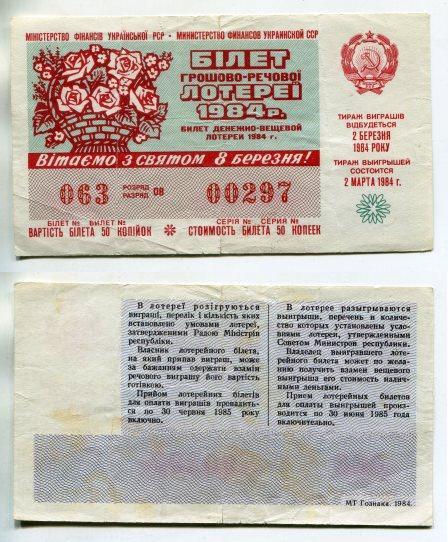 МІНІСТЕРСТВО ФІНАНСІВ УКРАЇНСЬКОЇ РСР • МИНИСТЕРСТВО ФИНАНСОВ УКРАИНСКОЙ ССР
БІЛЕТ
ГРОШОВО-РЕЧОВОЇ
ЛОТЕРЕЇ
1984 р.
БИЛЕТ ДЕНЕЖНО-ВЕЩЕВОЙ
ЛОТЕРЕИ 1984 г.
Вітаємо з святом 8 березня!
063 РОЗРЯД РАЗРЯД 08 00297
БІЛЕТ № БИЛЕТ № СЕРІЯ № СЕРИЯ №
ВАРТІСТЬ БІЛЕТА 50 КОПІЙОК СТОИМОСТЬ БИЛЕТА 50 КОПЕЕК
ТИРАЖ ВИГРАШІВ
ВІДБУДЕТЬСЯ
2 БЕРЕЗНЯ
1984 РОКУ
ТИРАЖ ВЫИГРЫШЕЙ
СОСТОИТСЯ
2 МАРТА 1984 г.
В лотереї розігруються
виграші, перелік і кількість яких
встановлено умовами лотереї,
затвердженими Радою Міністрів
республіки.
Власник лотерейного білета,
на який припав виграш, може
за бажанням одержати взамін
речового виграшу його вартість
готівкою.
Прийом лотерейних білетів
для оплати виграшів провадить-
ся по 30 червня 1985 року
включно.
В лотерее разыгрываются
выигрыши, перечень и количе-
ство которых установлены усло-
виями лотереи, утвержденными
Советом Министров республики.
Владелец выигравшего лоте-
рейного билета может по жела-
нию получить взамен вещевого
выигрыша его стоимость налич-
ными деньгами.
Прием лотерейных билетов
для оплаты выигрышей произ-
водится по 30 июня 1985 года
включительно.
МТ Гознака. 1984.